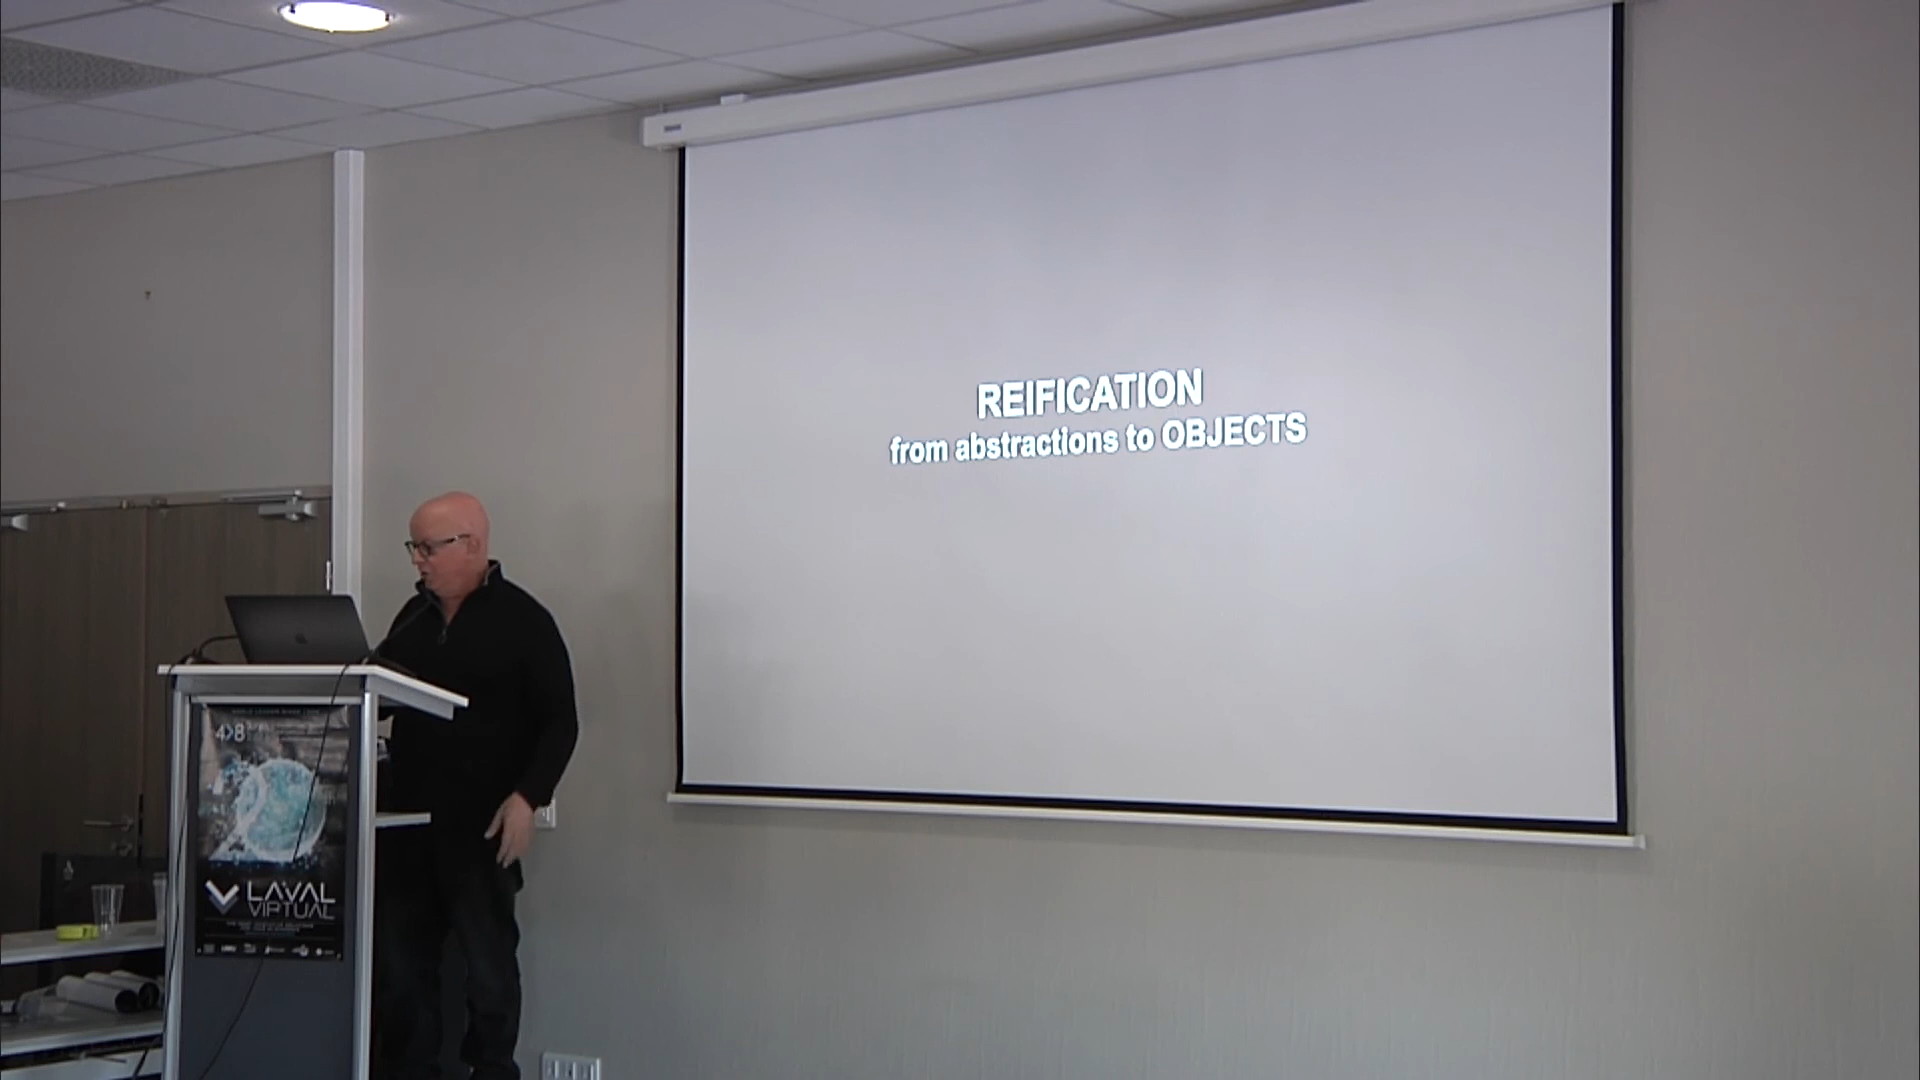 REIFICATION
from abstractions to OBJECTS
LAVAL
VIRTUAL